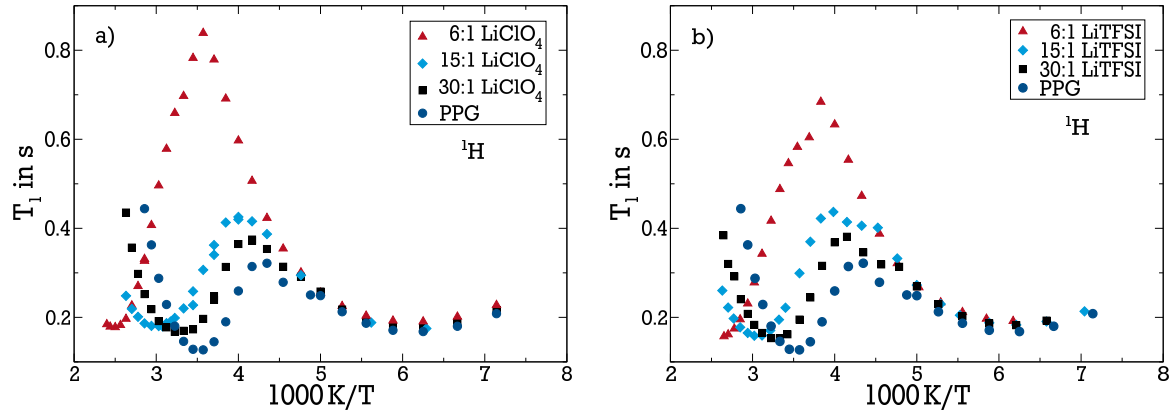 a)
6:1 LiClO₄
15:1 LiClO₄
30:1 LiClO₄
PPG
¹H
0.8
0.6
0.4
0.2
T₁ in s
2 3 4 5 6 7 8
1000 K/T
b)
6:1 LiTFSI
15:1 LiTFSI
30:1 LiTFSI
PPG
¹H
0.8
0.6
0.4
0.2
T₁ in s
2 3 4 5 6 7 8
1000 K/T